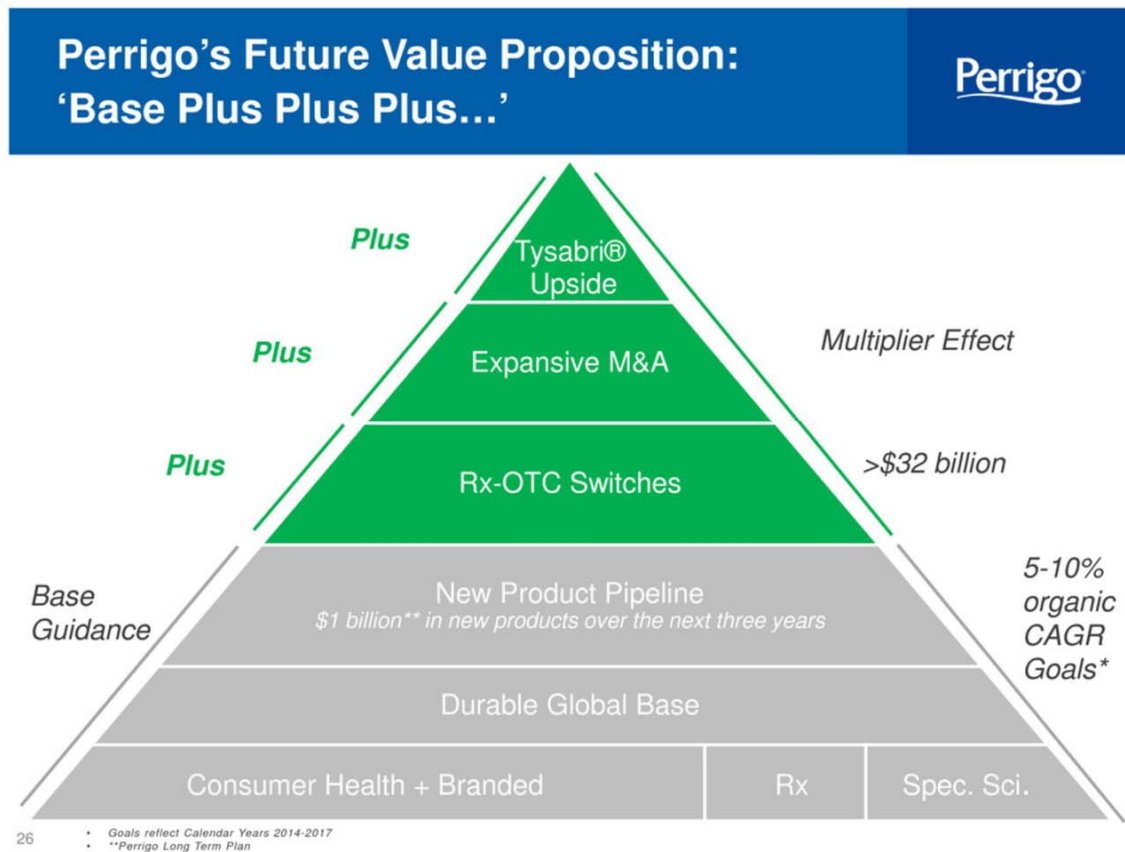 Perrigo's Future Value Proposition:
'Base Plus Plus Plus…'
Perrigo®
Plus
Tysabri®
Upside
Plus
Expansive M&A
Multiplier Effect
Plus
Rx-OTC Switches
>$32 billion
Base
Guidance
New Product Pipeline
$1 billion** in new products over the next three years
5-10%
organic
CAGR
Goals*
Durable Global Base
Consumer Health + Branded
Rx
Spec. Sci.
26
• Goals reflect Calendar Years 2014-2017
• **Perrigo Long Term Plan